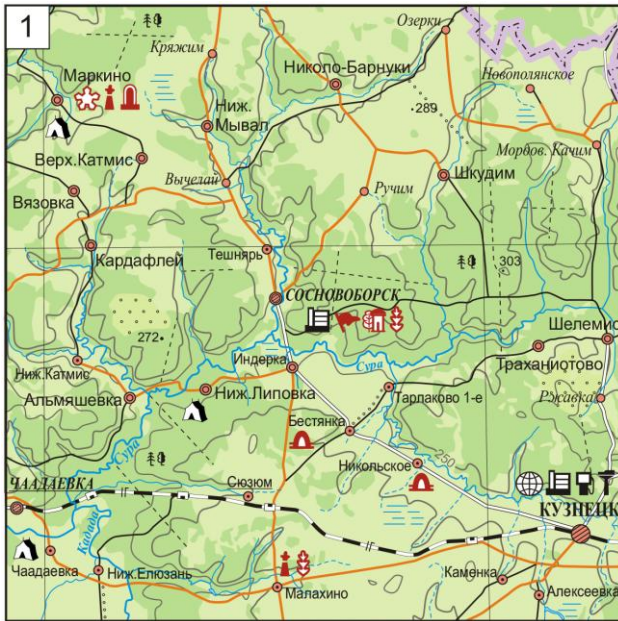 1
Озерки
Кряжим
Маркино
Николо-Барнуки
Новополянское
289
Ниж.
Мывал
Верх.Катмис
Морбов. Качим
Вычелай
Ручим
Шкудим
Вязовка
Тешнярь
Кардафлей
303
СОСНОВОБОРСК
272
Шелемис
Ниж.Катмис
Индерка
Сура
Траханиотово
Альмяшевка
Ниж.Липовка
Тарлаково 1-е
Ржавка
Бестянка
Сура
Никольское
250
ЧААДАЕВКА
Сюзюм
КУЗНЕЦК
Кадада
Чаадаевка
Ниж.Елюзань
Малахино
Каменка
Алексеевка